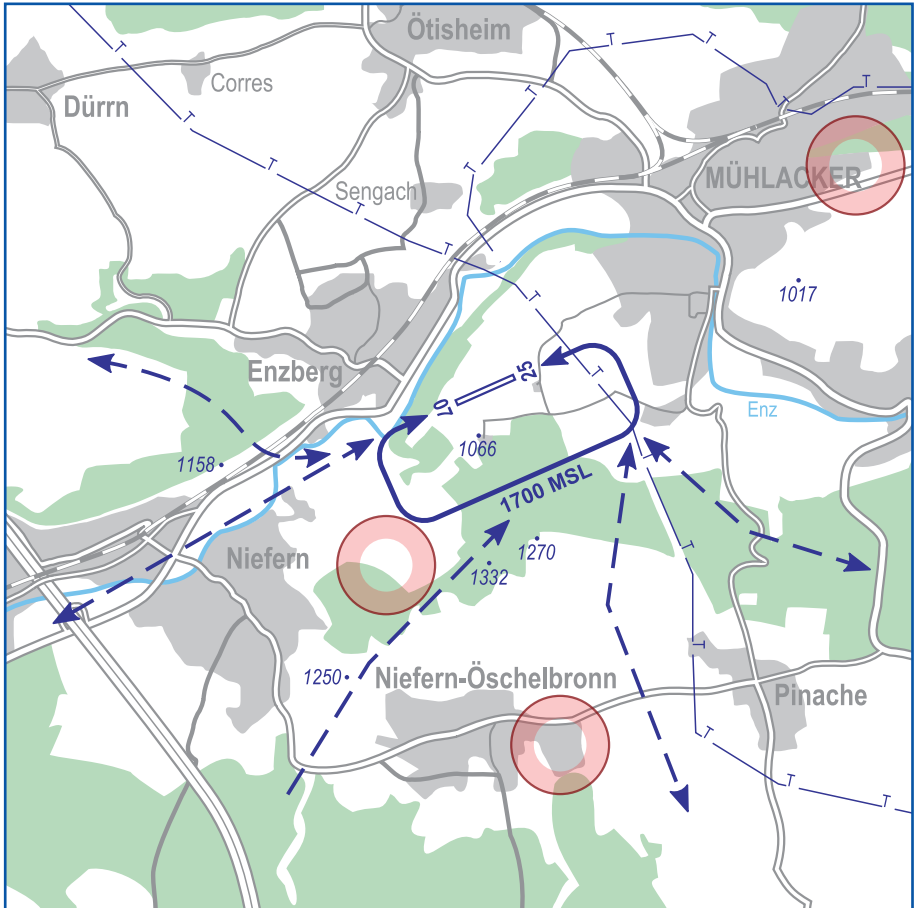 Ötisheim
T
T
T
Corres
T
T
T
Dürrn
T
T
T
T
MÜHLACKER
Sengach
T
T
T
T
1017
T
T
25
Enzberg
T
07
Enz
1066
1158
1700 MSL
1270
T
Niefern
1332
T
1250
Niefern-Öschelbronn
Pinache
T
T
T